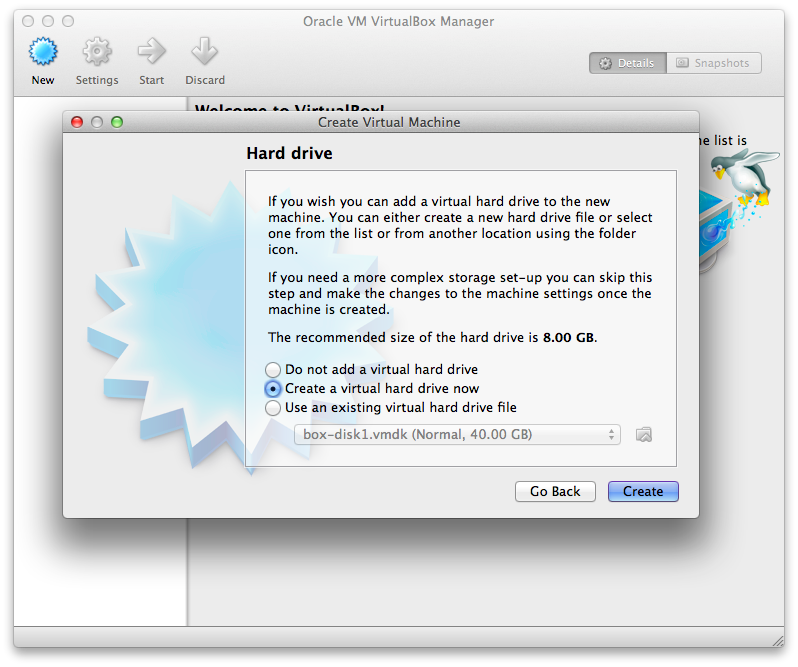 Oracle VM VirtualBox Manager
New
Settings
Start
Discard
Details
Snapshots
Welcome to VirtualBox!
he list is
Create Virtual Machine
Hard drive
If you wish you can add a virtual hard drive to the new
machine. You can either create a new hard drive file or select
one from the list or from another location using the folder
icon.
If you need a more complex storage set-up you can skip this
step and make the changes to the machine settings once the
machine is created.
The recommended size of the hard drive is 8.00 GB.
Do not add a virtual hard drive
Create a virtual hard drive now
Use an existing virtual hard drive file
box-disk1.vmdk (Normal, 40.00 GB)
Go Back
Create